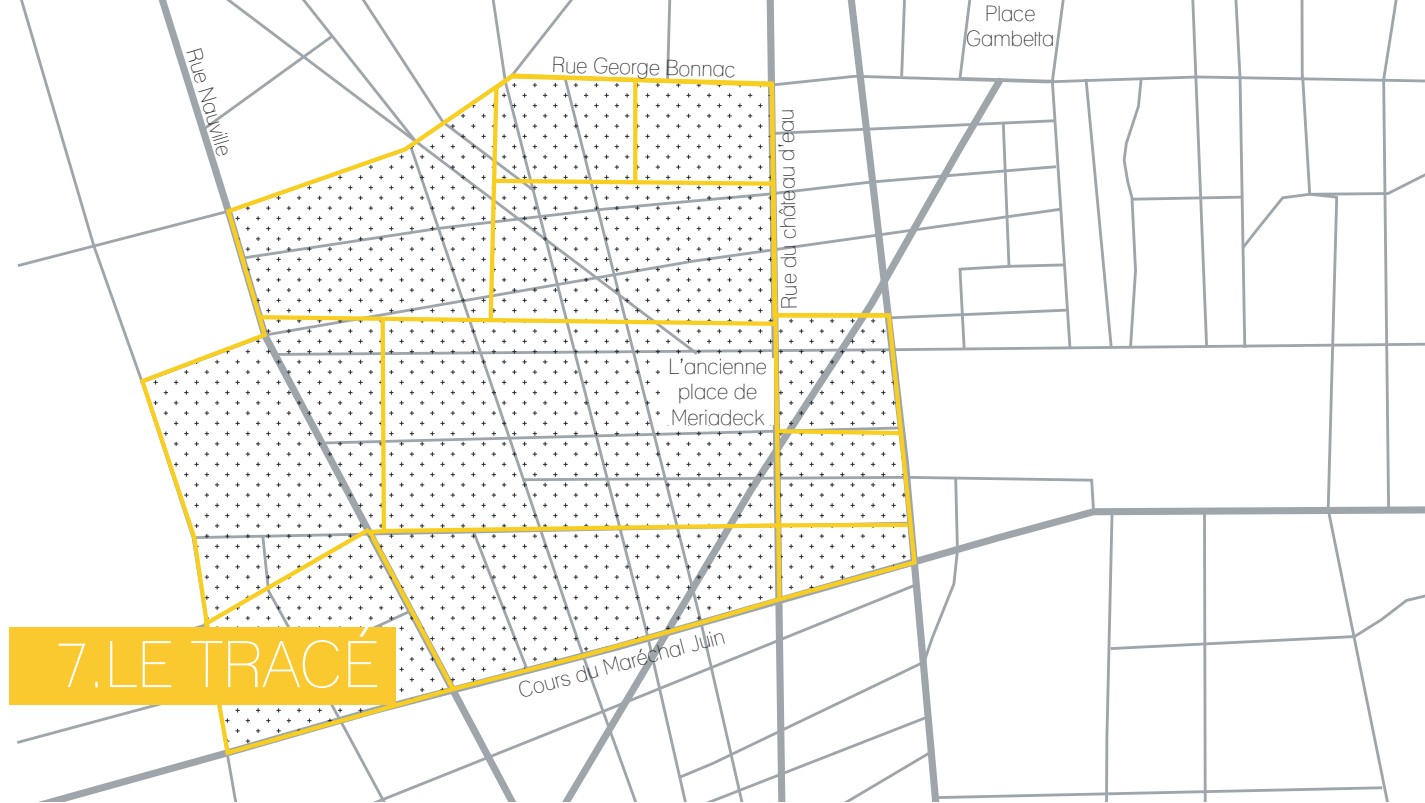 Place
Gambetta
Rue George Bonnac
Rue Nauville
Rue du château d'eau
L'ancienne
place de
Meriadeck
7.LE TRACÉ
Cours du Maréchal Juin